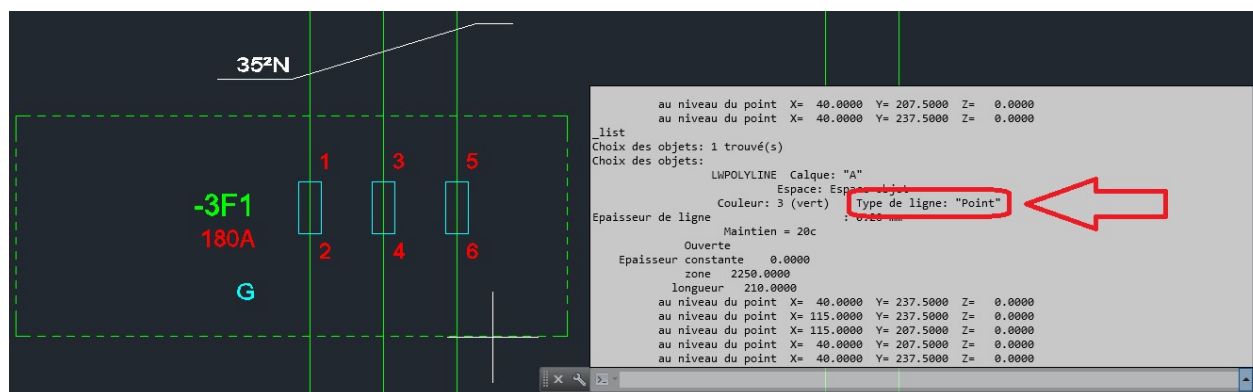 35²N
1 3 5
-3F1
180A
2 4 6
G
au niveau du point X= 40.0000 Y= 207.5000 Z= 0.0000
au niveau du point X= 40.0000 Y= 237.5000 Z= 0.0000
_list
Choix des objets: 1 trouvé(s)
Choix des objets:
LWPOLYLINE Calque: "A"
Espace: Espace objet
Couleur: 3 (vert) Type de ligne: "Point"
Epaisseur de ligne : 0.20 mm
Maintien = 20c
Ouverte
Epaisseur constante 0.0000
zone 2250.0000
longueur 210.0000
au niveau du point X= 40.0000 Y= 237.5000 Z= 0.0000
au niveau du point X= 115.0000 Y= 237.5000 Z= 0.0000
au niveau du point X= 115.0000 Y= 207.5000 Z= 0.0000
au niveau du point X= 40.0000 Y= 207.5000 Z= 0.0000
au niveau du point X= 40.0000 Y= 237.5000 Z= 0.0000